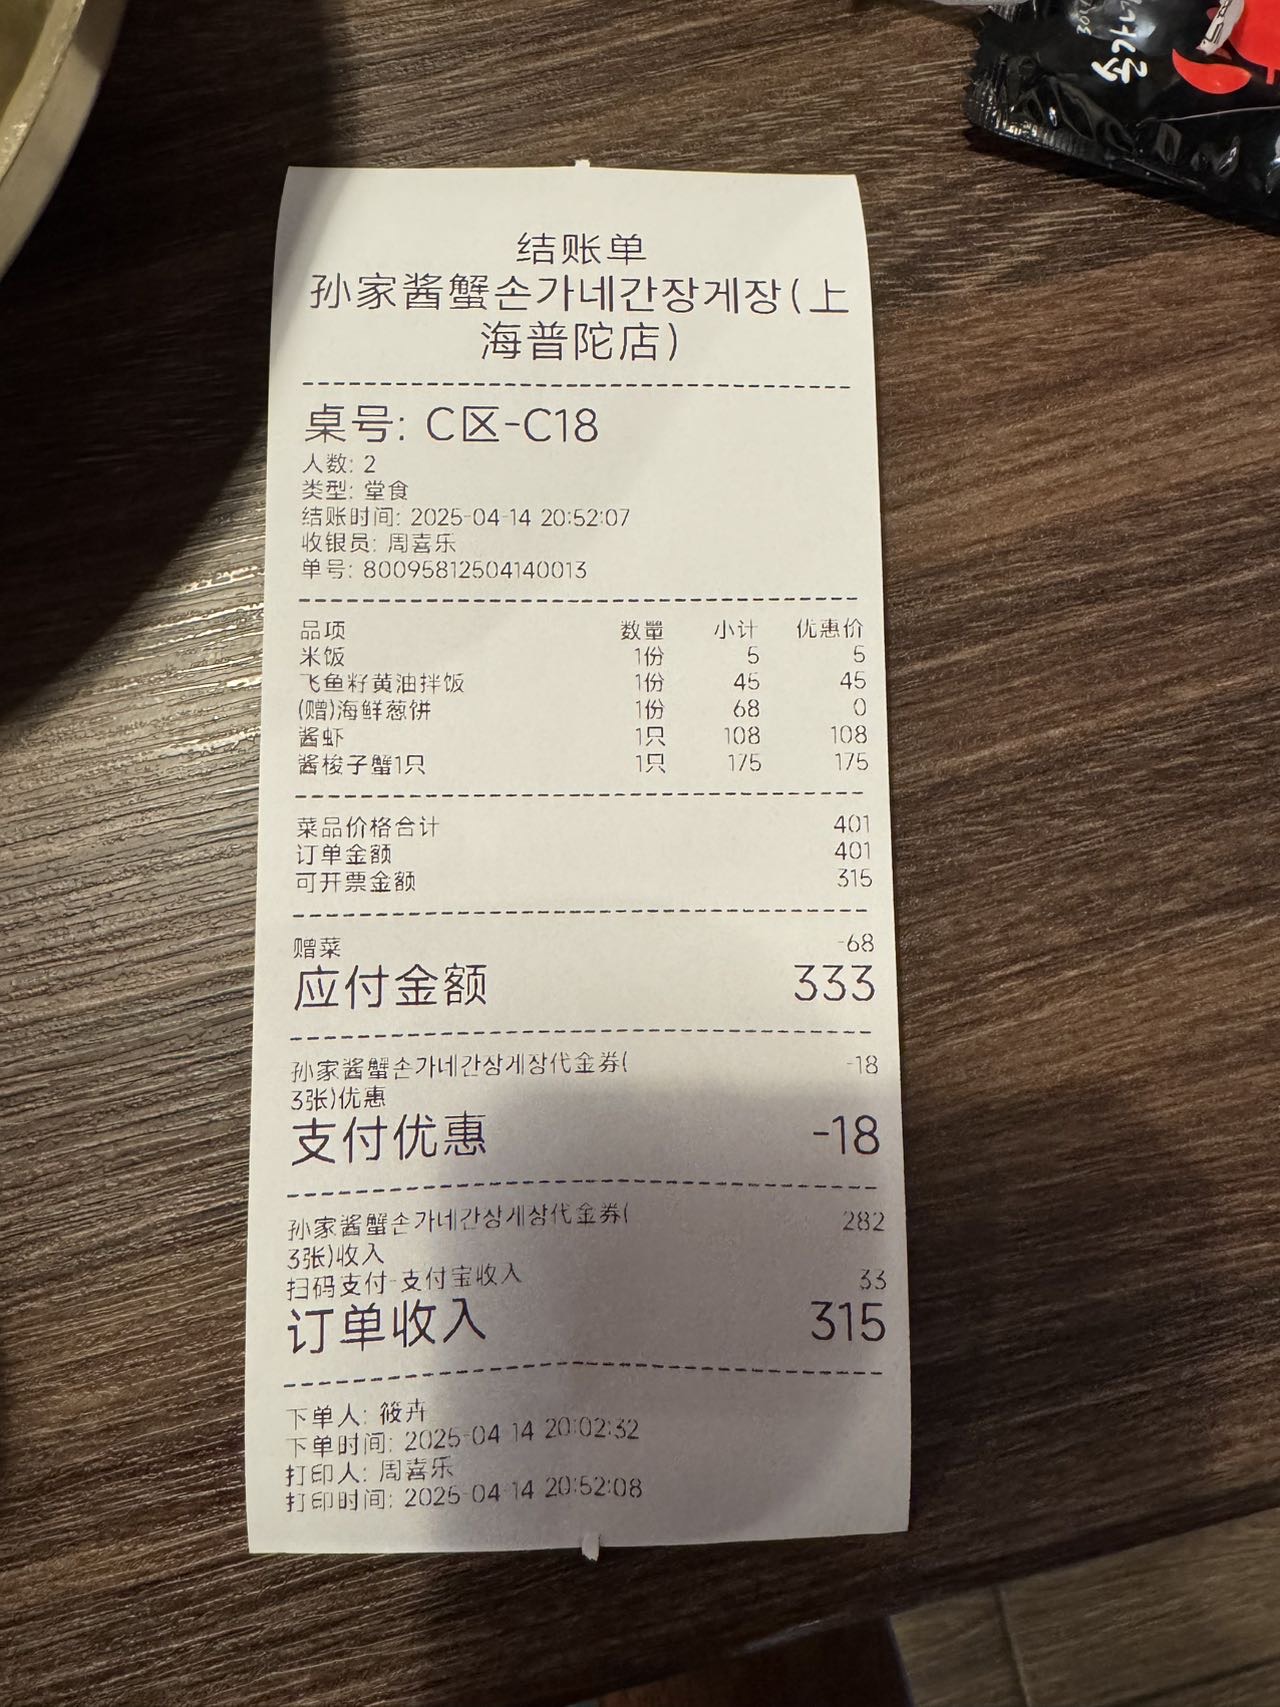 손가네
결账单
孙家酱蟹손가네간장게장(上
海普陀店)
桌号: C区-C18
人数: 2
类型: 堂食
结账时间: 2025-04-14 20:52:07
收银员: 周喜乐
单号: 80095812504140013
品项 数量 小计 优惠价
米饭 1份 5 5
飞鱼籽黄油拌饭 1份 45 45
(赠)海鲜葱饼 1份 68 0
酱虾 1只 108 108
酱梭子蟹1只 1只 175 175
菜品价格合计 401
订单金额 401
可开票金额 315
赠菜 -68
应付金额 333
孙家酱蟹손가네간장게장代金券( -18
3张)优惠
支付优惠 -18
孙家酱蟹손가네간장게장代金券( 282
3张)收入
扫码支付-支付宝收入 33
订单收入 315
下单人: 筱卉
下单时间: 2025-04-14 20:02:32
打印人: 周喜乐
打印时间: 2025-04-14 20:52:08